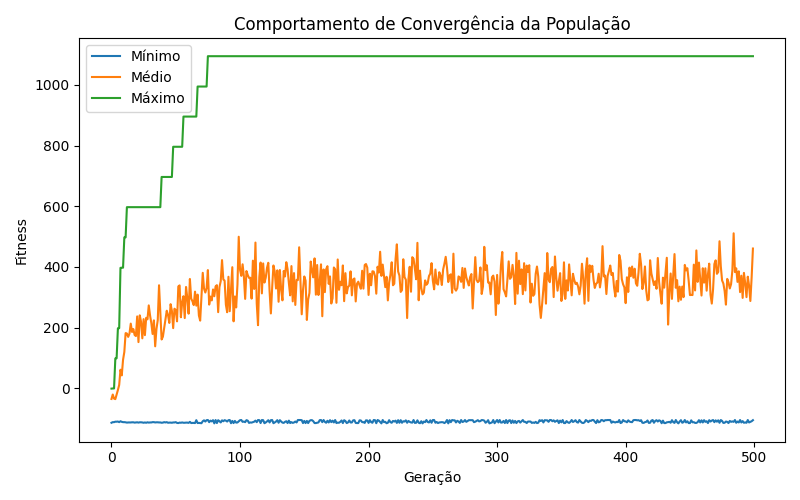 Comportamento de Convergência da População
Mínimo
Médio
Máximo
Fitness
1000
800
600
400
200
0
0 100 200 300 400 500
Geração